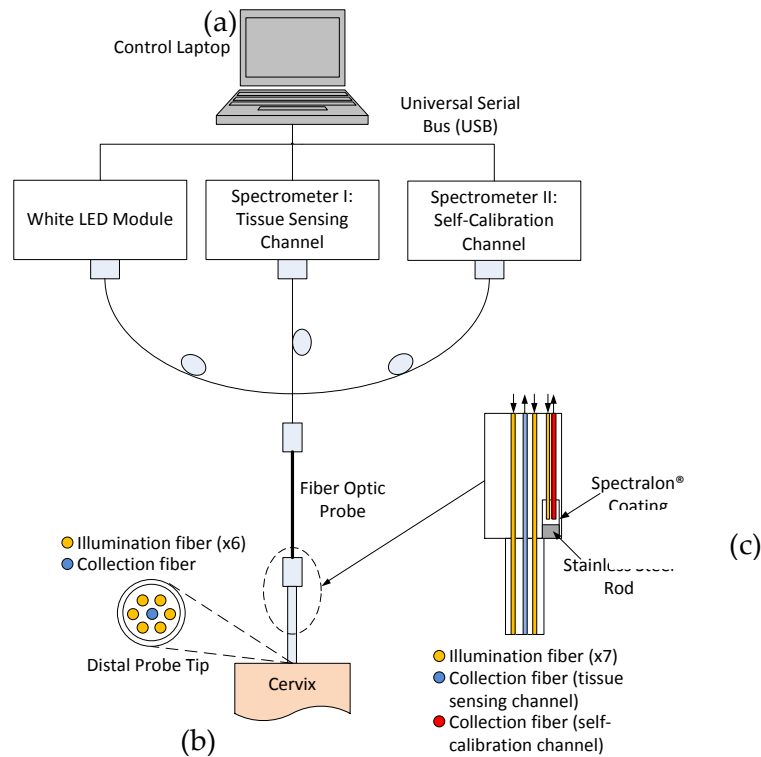 (a)
Control Laptop
Universal Serial
Bus (USB)
White LED Module
Spectrometer I:
Tissue Sensing
Channel
Spectrometer II:
Self-Calibration
Channel
Fiber Optic
Probe
Spectralon®
Coating
Stainless Steel
Rod
(c)
Illumination fiber (x6)
Collection fiber
Distal Probe Tip
Cervix
(b)
Illumination fiber (x7)
Collection fiber (tissue
sensing channel)
Collection fiber (self-
calibration channel)